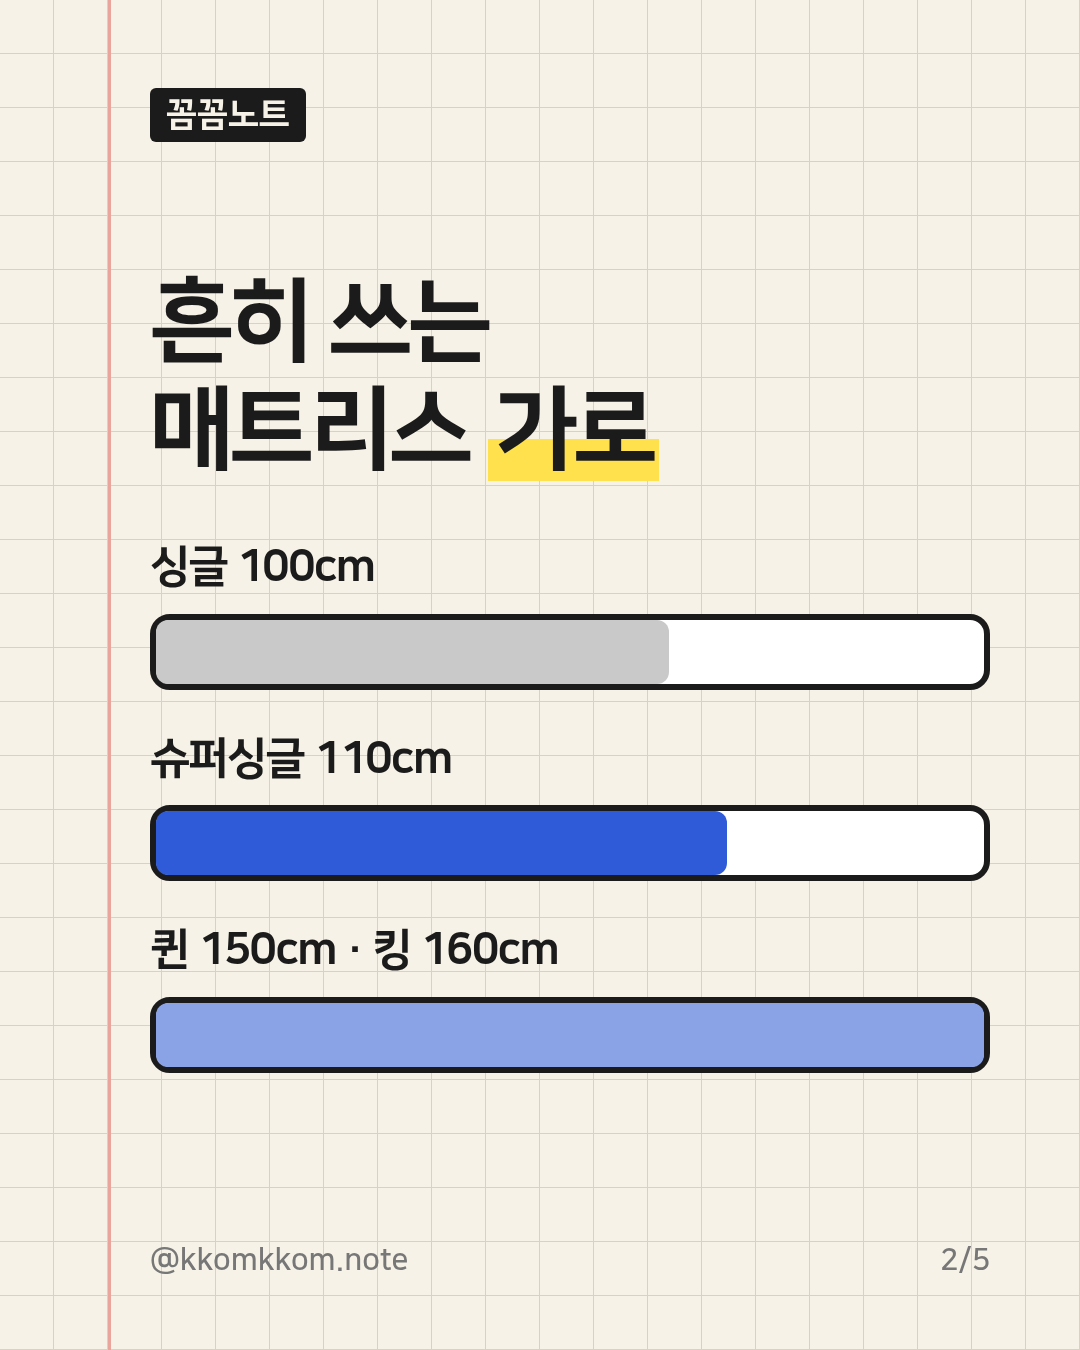 꼼꼼노트
흔히 쓰는
매트리스 가로
싱글 100cm
슈퍼싱글 110cm
퀸 150cm · 킹 160cm
@kkomkkom.note
2/5